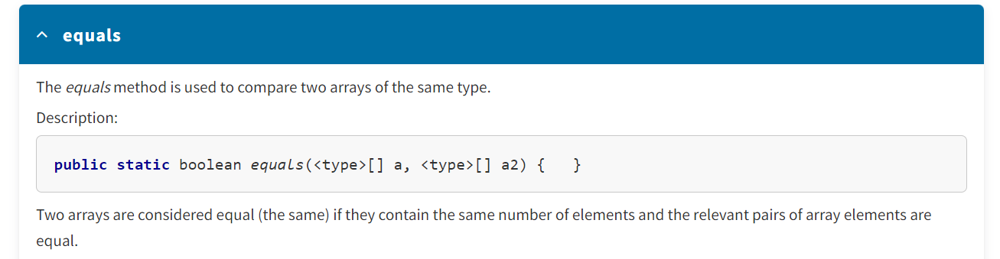 equals
The equals method is used to compare two arrays of the same type.
Description:
public static boolean equals(<type>[] a, <type>[] a2) {   }
Two arrays are considered equal (the same) if they contain the same number of elements and the relevant pairs of array elements are
equal.